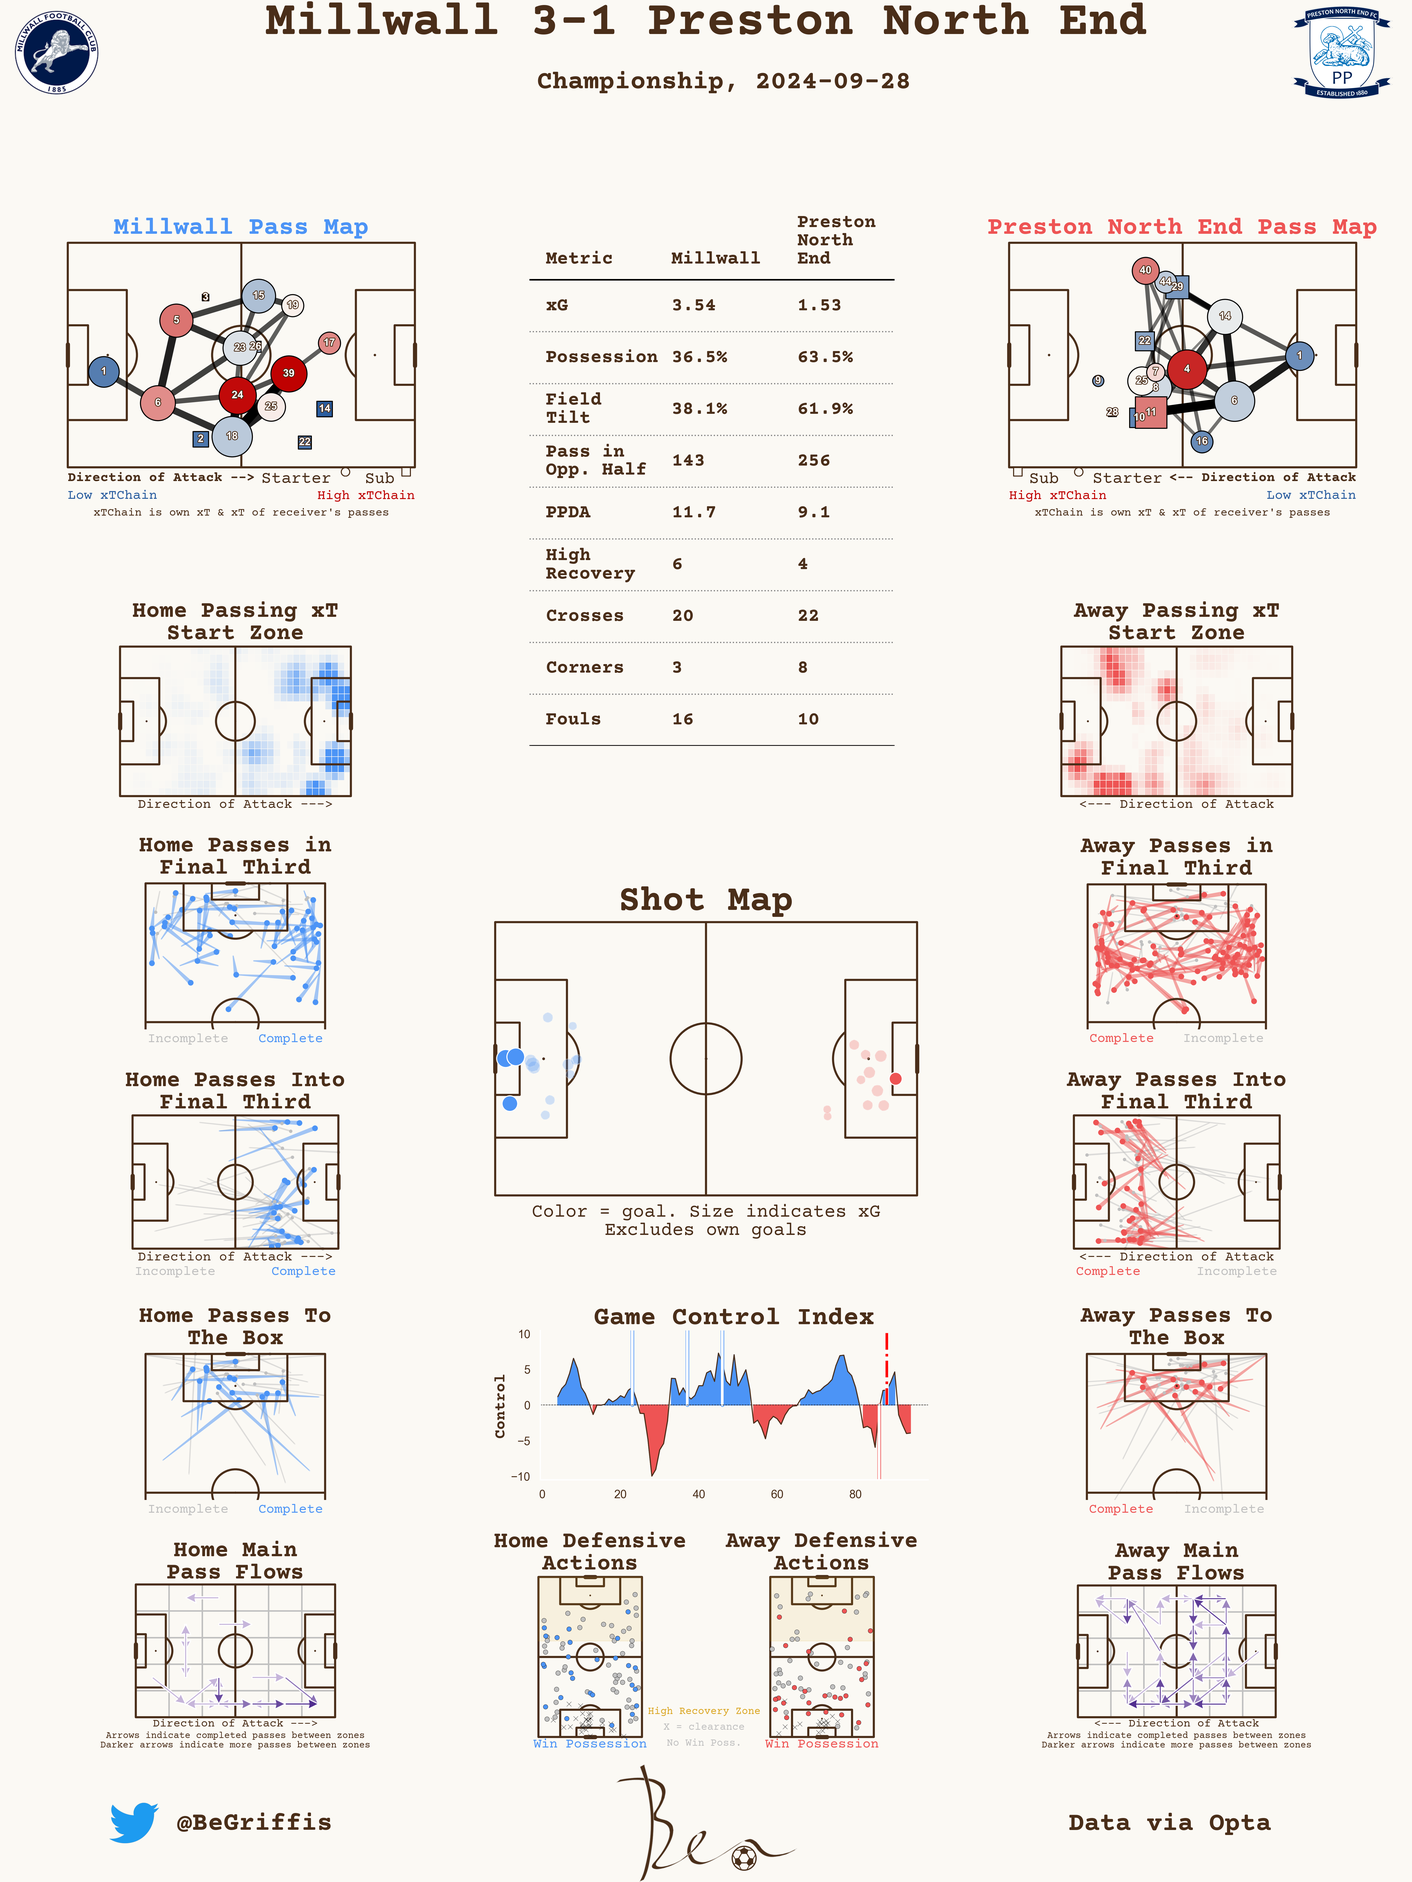 Millwall 3-1 Preston North End
Championship, 2024-09-28
MILLWALL FOOTBALL CLUB
1885
PRESTON NORTH END FC
PP
ESTABLISHED 1880
Millwall Pass Map
3
15
19
5
23
26
17
1
39
24
6
25
14
18
2
22
Direction of Attack -->
Starter
Sub
Low xTChain
High xTChain
xTChain is own xT & xT of receiver's passes
Metric
Millwall
Preston
North
End
xG
3.54
1.53
Possession
36.5%
63.5%
Field
Tilt
38.1%
61.9%
Pass in
Opp. Half
143
256
PPDA
11.7
9.1
High
Recovery
6
4
Crosses
20
22
Corners
3
8
Fouls
16
10
Preston North End Pass Map
40
44
29
14
22
1
4
7
9
25
8
6
28
10
11
16
Sub
Starter
<-- Direction of Attack
High xTChain
Low xTChain
xTChain is own xT & xT of receiver's passes
Home Passing xT
Start Zone
Direction of Attack --->
Away Passing xT
Start Zone
<--- Direction of Attack
Home Passes in
Final Third
Incomplete
Complete
Away Passes in
Final Third
Complete
Incomplete
Shot Map
Color = goal. Size indicates xG
Excludes own goals
Home Passes Into
Final Third
Direction of Attack --->
Incomplete
Complete
Away Passes Into
Final Third
<--- Direction of Attack
Complete
Incomplete
Home Passes To
The Box
Incomplete
Complete
Game Control Index
Control
10
5
0
−5
−10
0
20
40
60
80
Away Passes To
The Box
Complete
Incomplete
Home Main
Pass Flows
Direction of Attack --->
Arrows indicate completed passes between zones
Darker arrows indicate more passes between zones
Home Defensive
Actions
Win Possession
Away Defensive
Actions
Win Possession
High Recovery Zone
X = clearance
No Win Poss.
Away Main
Pass Flows
<--- Direction of Attack
Arrows indicate completed passes between zones
Darker arrows indicate more passes between zones
@BeGriffis
Ben
Data via Opta